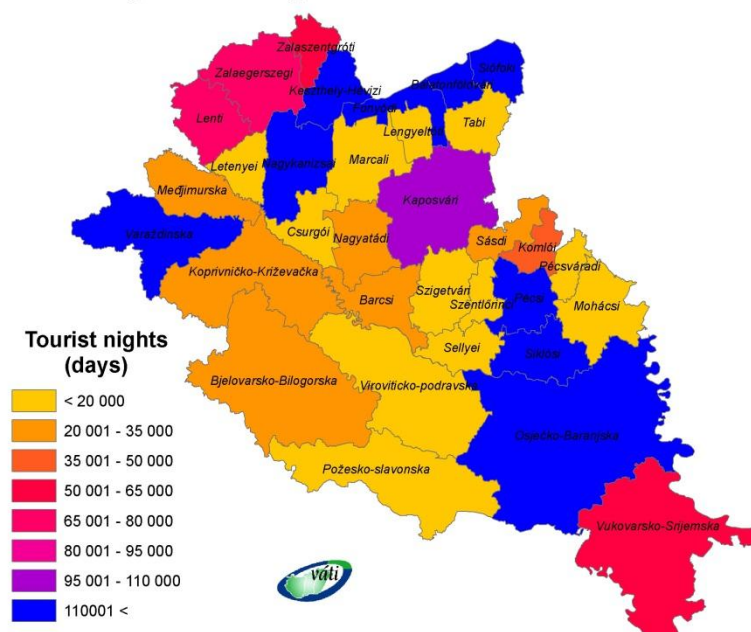 Zalaszentgróti
Zalaegerszegi
Keszthely-Hévízi
Siófoki
Balatonföldvári
Lenti
Fonyódi
Lengyeltóti
Tabi
Letenyei
Nagykanizsai
Marcali
Međjimurska
Kaposvári
Varaždinska
Csurgói
Nagyatádi
Sásdi
Komlói
Koprivničko-Križevačka
Pécsváradi
Barcsi
Szigetvári
Szentlőrinci
Pécsi
Mohácsi
Tourist nights
(days)
Sellyei
Siklósi
Bjelovarsko-Bilogorska
Viroviticko-podravska
< 20 000
20 001 - 35 000
Osječko-Baranjska
35 001 - 50 000
Požesko-slavonska
50 001 - 65 000
65 001 - 80 000
Vukovarsko-Srijemska
80 001 - 95 000
95 001 - 110 000
110001 <
váti